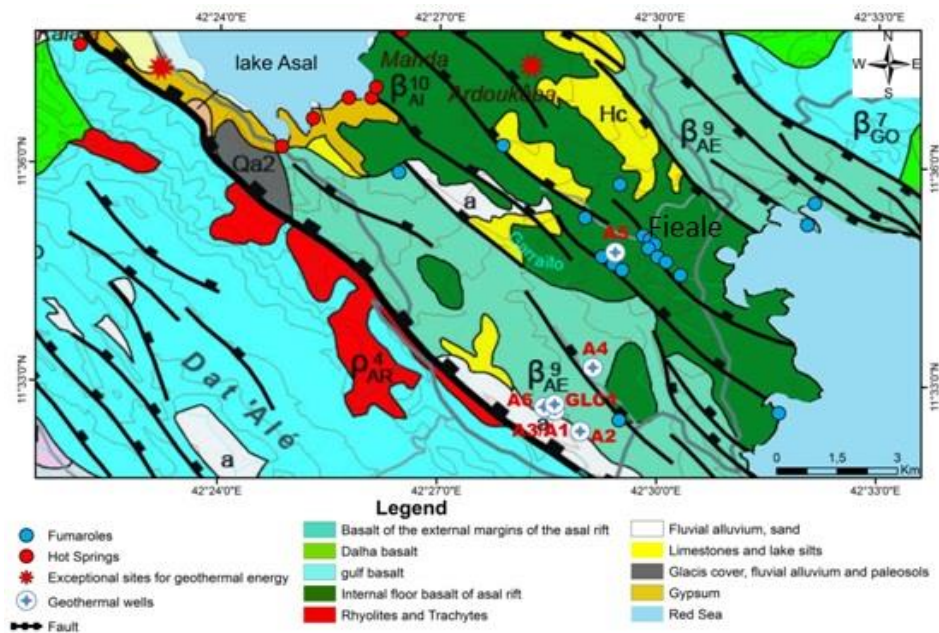 42°24'0"E 42°27'0"E 42°30'0"E 42°33'0"E
N
W E
S
lake Asal
Manda
β10AI
Ardoukôba
Hc
β9AE
β7GO
11°36'0"N
11°36'0"N
Qa2
a
Fieale
A5
A4
ρ4AR
β9AE
11°33'0"N
11°33'0"N
Dat 'Alé
A6 GLC1
A3/A1 a A2
a
0 1,5 3
Km
42°24'0"E 42°27'0"E 42°30'0"E 42°33'0"E
Legend
Fumaroles
Hot Springs
Exceptional sites for geothermal energy
Geothermal wells
Fault
Basalt of the external margins of the asal rift
Dalha basalt
gulf basalt
Internal floor basalt of asal rift
Rhyolites and Trachytes
Fluvial alluvium, sand
Limestones and lake silts
Glacis cover, fluvial alluvium and paleosols
Gypsum
Red Sea